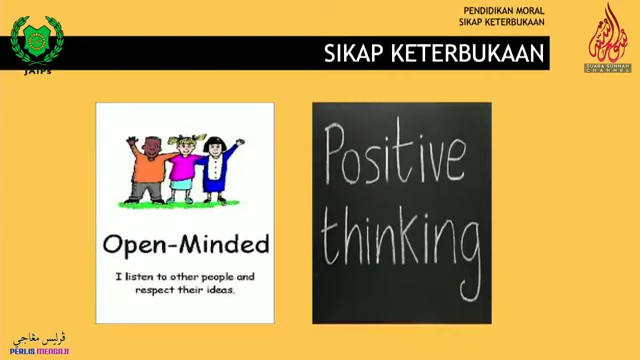 PENDIDIKAN MORAL
SIKAP KETERBUKAAN
SIKAP KETERBUKAAN
JAIPs
SUARA SUNNAH
CHANNEL
Open-Minded
I listen to other people and
respect their ideas.
Positive
thinking
ڤرليس مڠاجي
PERLIS MENGAJI